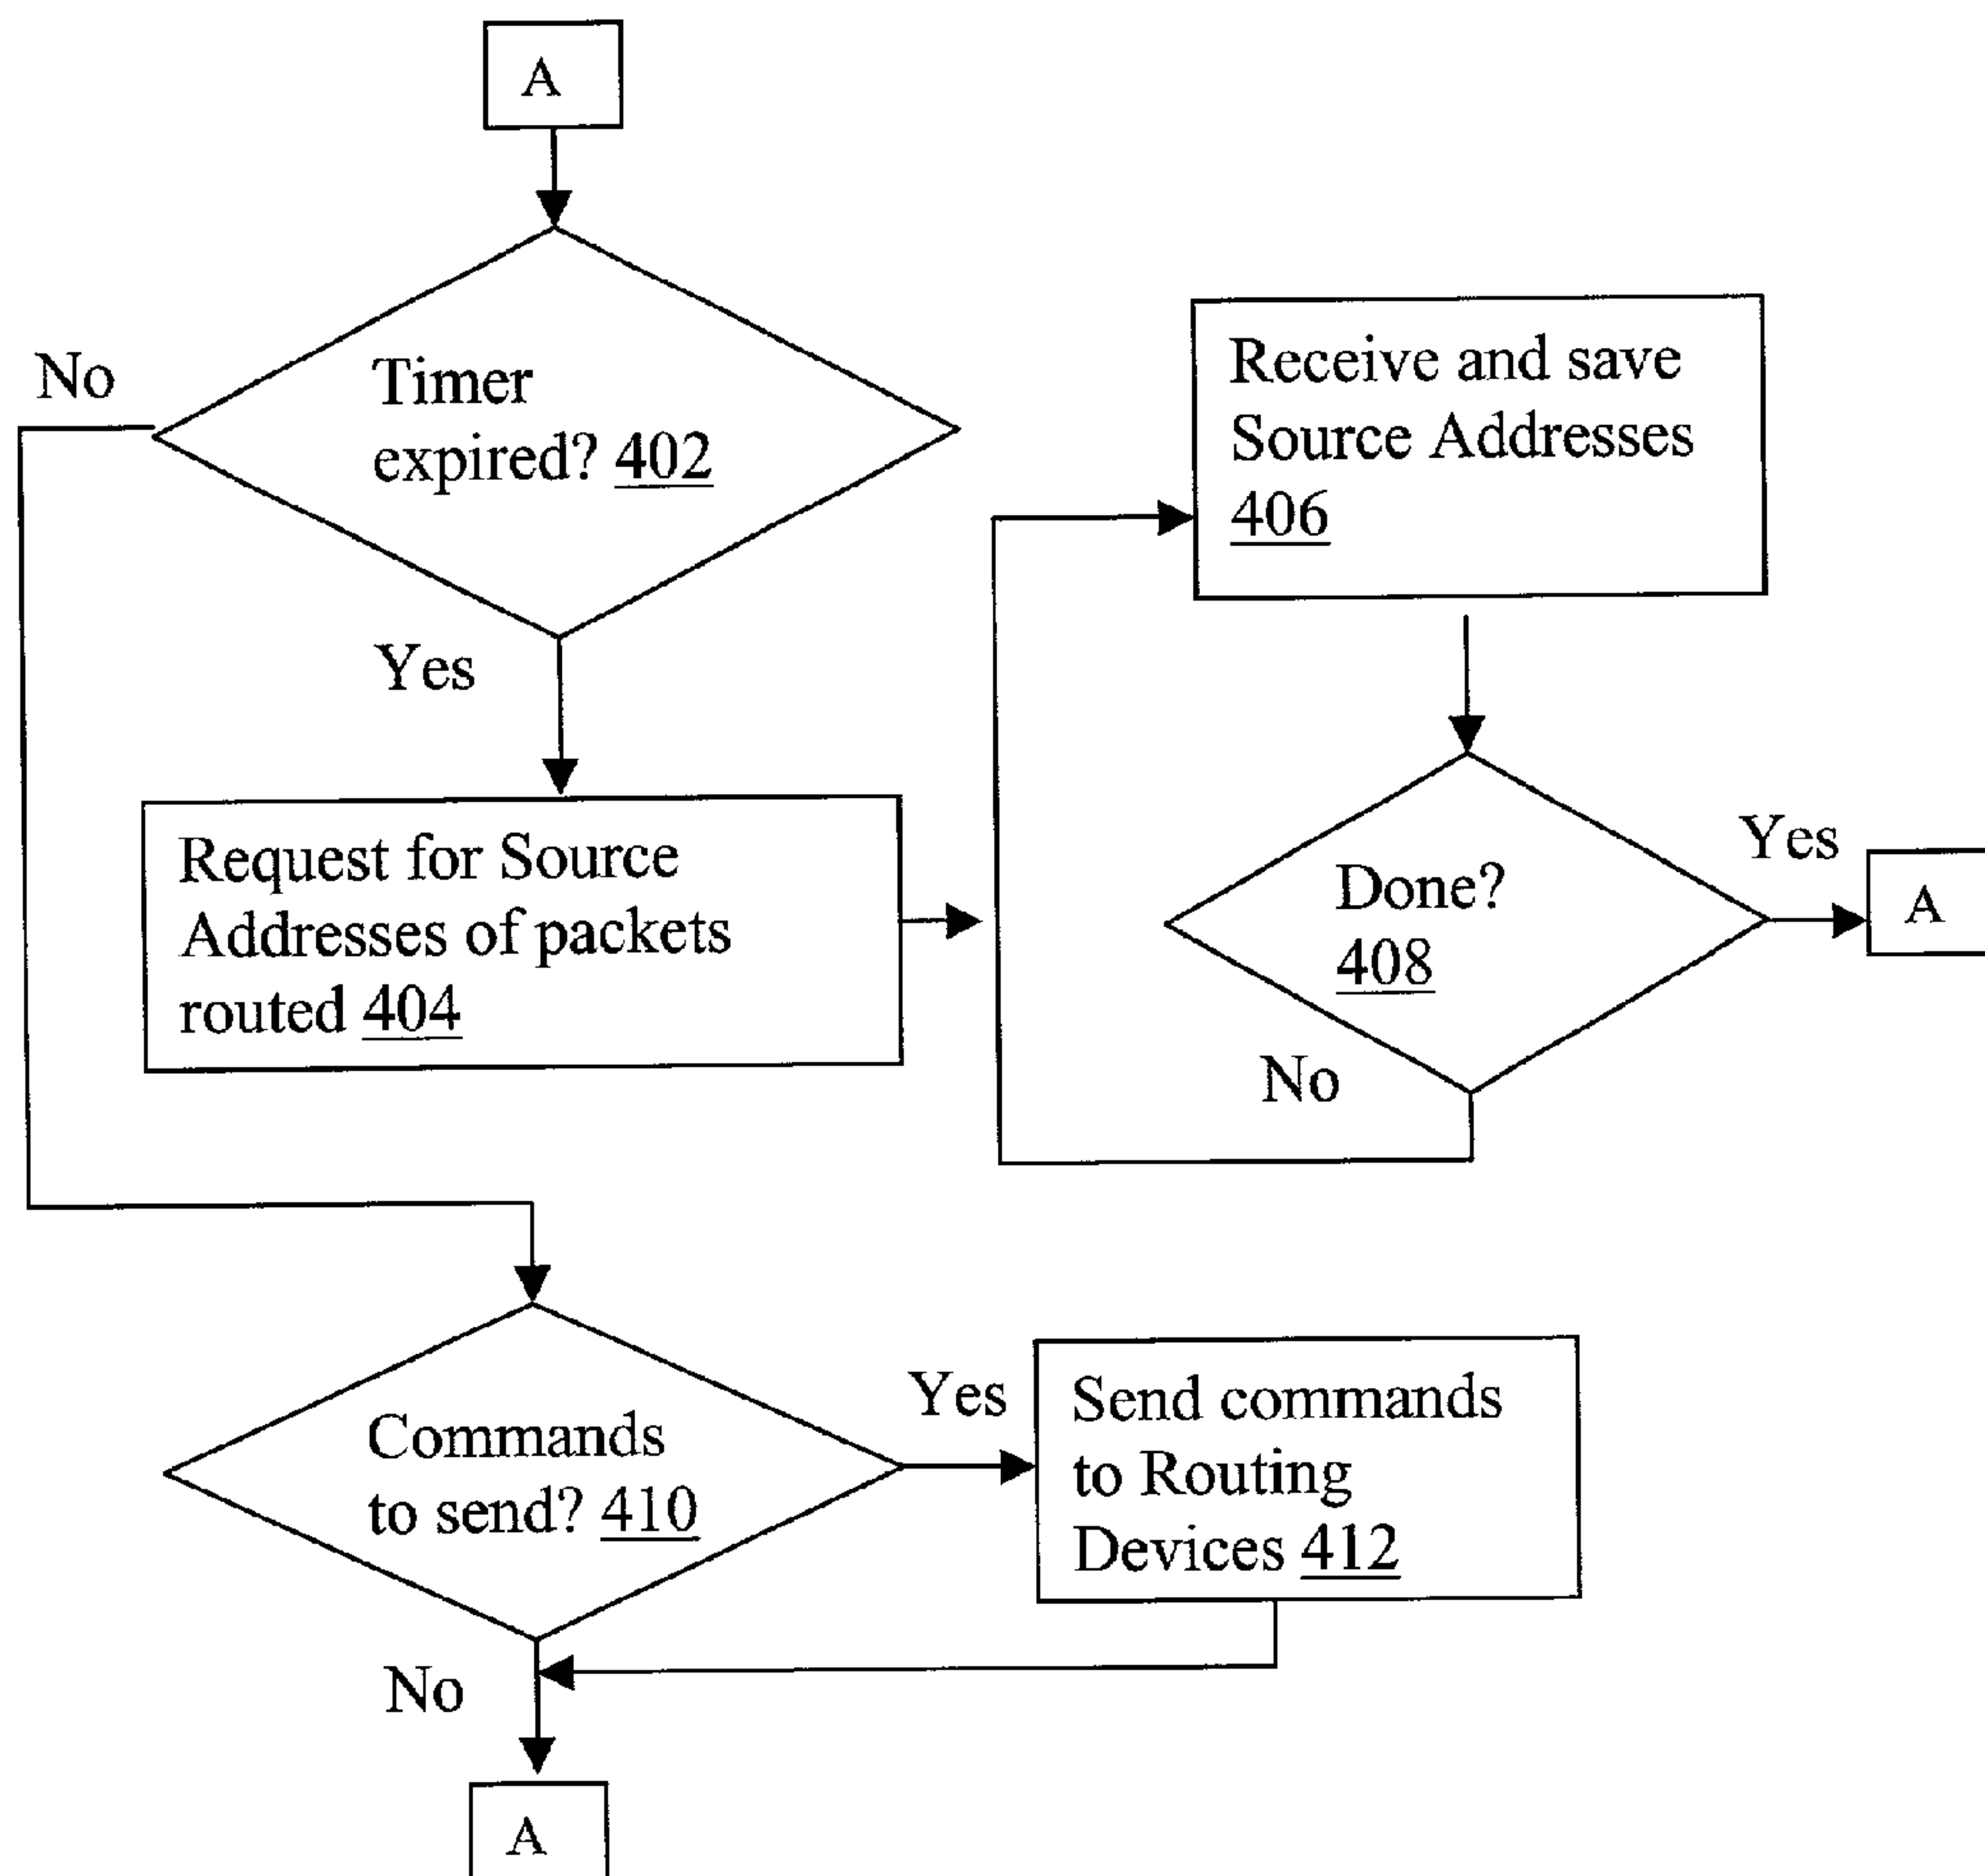 A
No
Timer
expired? 402
Yes
Request for Source
Addresses of packets
routed 404
Receive and save
Source Addresses
406
Done?
408
Yes
A
No
Commands
to send? 410
Yes
Send commands
to Routing
Devices 412
No
A